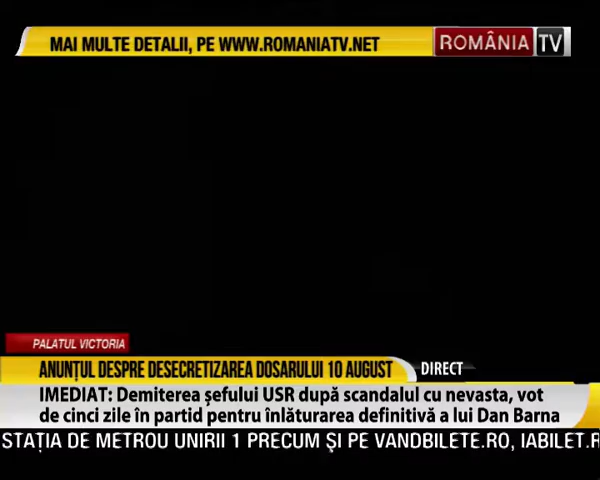 MAI MULTE DETALII, PE WWW.ROMANIATV.NET
ROMÂNIA TV
PALATUL VICTORIA
ANUNȚUL DESPRE DESECRETIZAREA DOSARULUI 10 AUGUST
DIRECT
IMEDIAT: Demiterea șefului USR după scandalul cu nevasta, vot
de cinci zile în partid pentru înlăturarea definitivă a lui Dan Barna
STAȚIA DE METROU UNIRII 1 PRECUM ȘI PE VANDBILETE.RO, IABILET.R